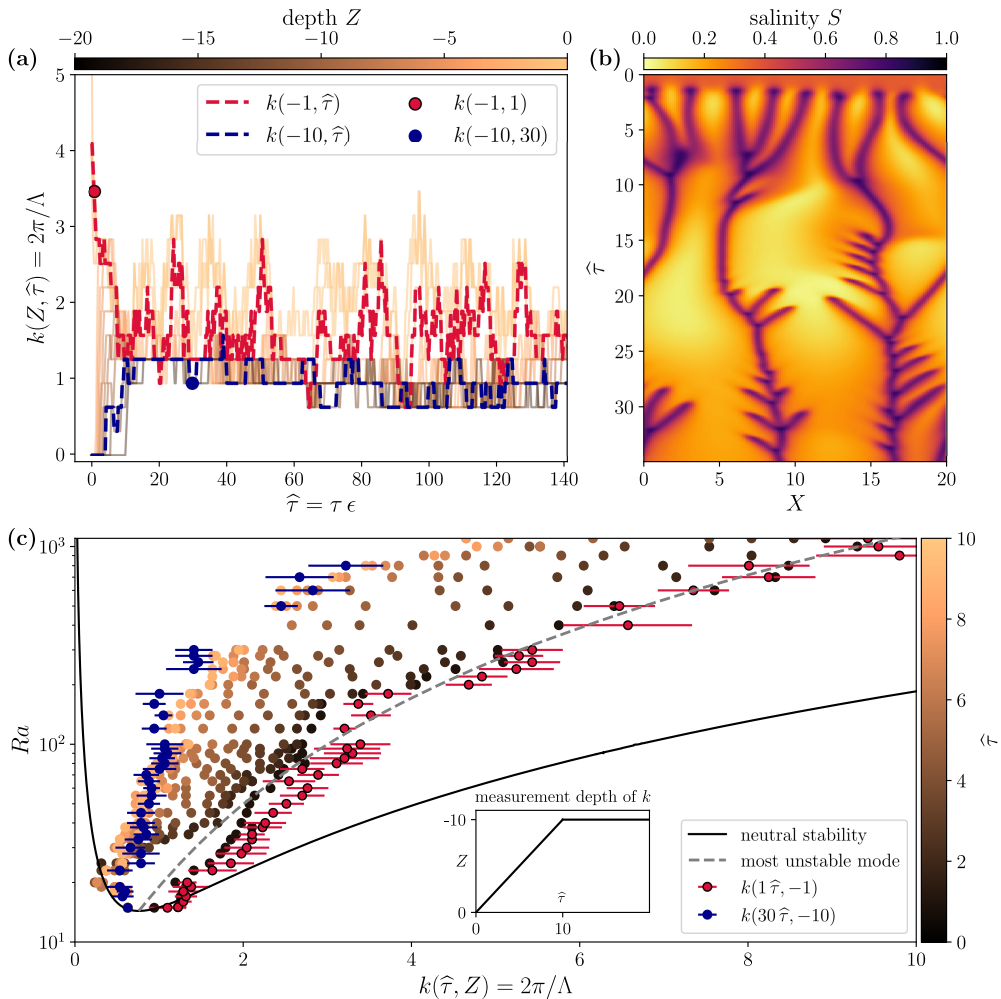 (a)
depth Z
−20 −15 −10 −5 0
k(−1, τ̂) k(−1, 1)
k(−10, τ̂) k(−10, 30)
k(Z, τ̂) = 2π/Λ
5
4
3
2
1
0
0 20 40 60 80 100 120 140
τ̂ = τ ϵ
(b)
salinity S
0.0 0.2 0.4 0.6 0.8 1.0
τ̂
0
5
10
15
20
25
30
0 5 10 15 20
X
(c)
Ra
10³
10²
10¹
0 2 4 6 8 10
k(τ̂, Z) = 2π/Λ
measurement depth of k
-10
Z
0
0 10
τ̂
neutral stability
most unstable mode
k(1 τ̂, −1)
k(30 τ̂, −10)
10
8
6
4
2
0
τ̂